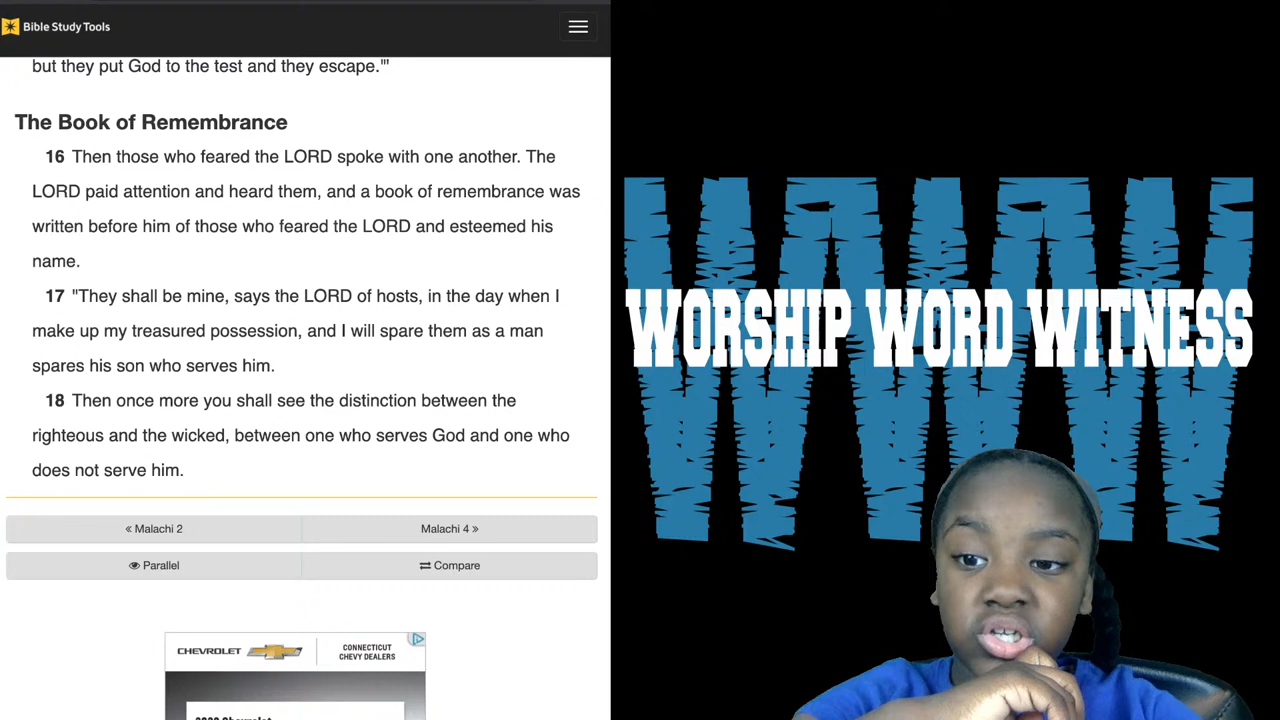 Bible Study Tools
but they put God to the test and they escape.'"
The Book of Remembrance
16 Then those who feared the LORD spoke with one another. The
LORD paid attention and heard them, and a book of remembrance was
written before him of those who feared the LORD and esteemed his
name.
17 "They shall be mine, says the LORD of hosts, in the day when I
make up my treasured possession, and I will spare them as a man
spares his son who serves him.
18 Then once more you shall see the distinction between the
righteous and the wicked, between one who serves God and one who
does not serve him.
« Malachi 2
Malachi 4 »
Parallel
Compare
CHEVROLET
CONNECTICUT
CHEVY DEALERS
WWW
WORSHIP WORD WITNESS